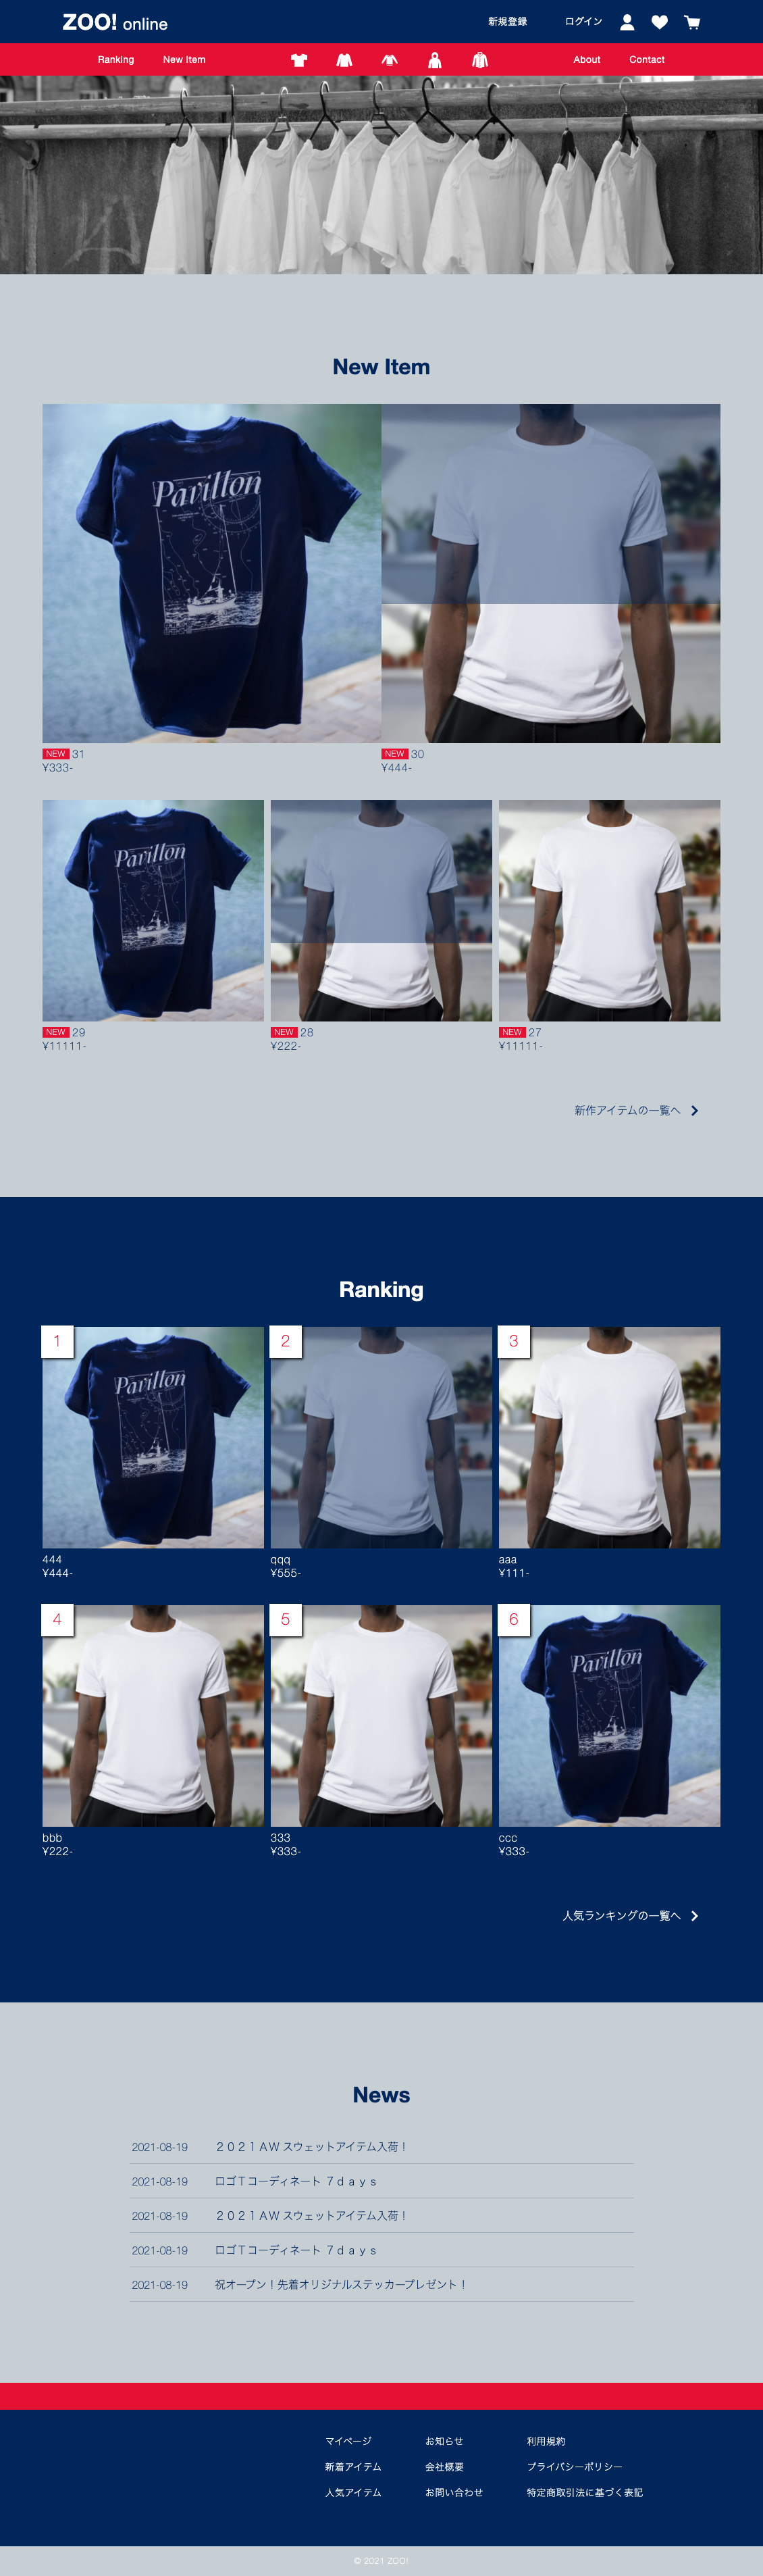 ZOO! online
新規登録 ログイン
Ranking New Item About Contact
New Item
Pavillon
NEW 31
¥333-
NEW 30
¥444-
Pavillon
NEW 29
¥11111-
NEW 28
¥222-
NEW 27
¥11111-
新作アイテムの一覧へ
Ranking
1
2
3
Pavillon
444
¥444-
qqq
¥555-
aaa
¥111-
4
5
6
Pavillon
bbb
¥222-
333
¥333-
ccc
¥333-
人気ランキングの一覧へ
News
2021-08-19 ２０２１ＡＷ スウェットアイテム入荷！
2021-08-19 ロゴＴコーディネート ７ｄａｙｓ
2021-08-19 ２０２１ＡＷ スウェットアイテム入荷！
2021-08-19 ロゴＴコーディネート ７ｄａｙｓ
2021-08-19 祝オープン！先着オリジナルステッカープレゼント！
マイページ お知らせ 利用規約
新着アイテム 会社概要 プライバシーポリシー
人気アイテム お問い合わせ 特定商取引法に基づく表記
© 2021 ZOO!